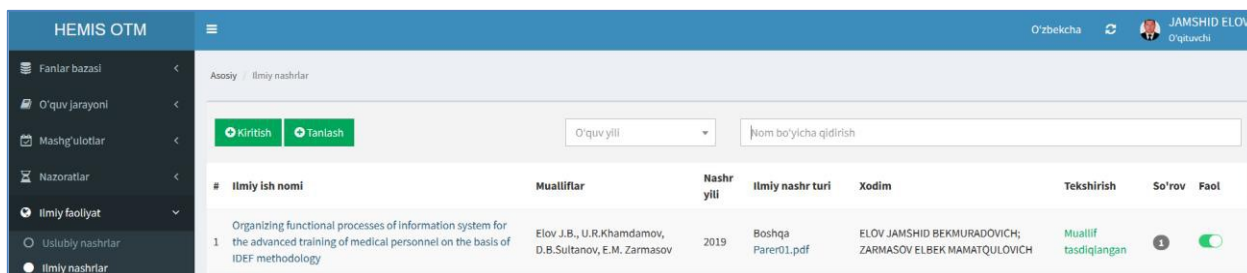 HEMIS OTM
O'zbekcha
JAMSHID ELOV
O'qituvchi
Fanlar bazasi
O'quv jarayoni
Mashg'ulotlar
Nazoratlar
Ilmiy faoliyat
Uslubiy nashrlar
Ilmiy nashrlar
Asosiy / Ilmiy nashrlar
Kiritish
Tanlash
O'quv yili
Nom bo'yicha qidirish
# Ilmiy ish nomi Mualliflar Nashr yili Ilmiy nashr turi Xodim Tekshirish So'rov Faol
1
Organizing functional processes of information system for
the advanced training of medical personnel on the basis of
IDEF methodology
Elov J.B., U.R.Khamdamov,
D.B.Sultanov, E.M. Zarmasov
2019
Boshqa
Parer01.pdf
ELOV JAMSHID BEKMURADOVICH;
ZARMASOV ELBEK MAMATQULOVICH
Muallif
tasdiqlangan
1